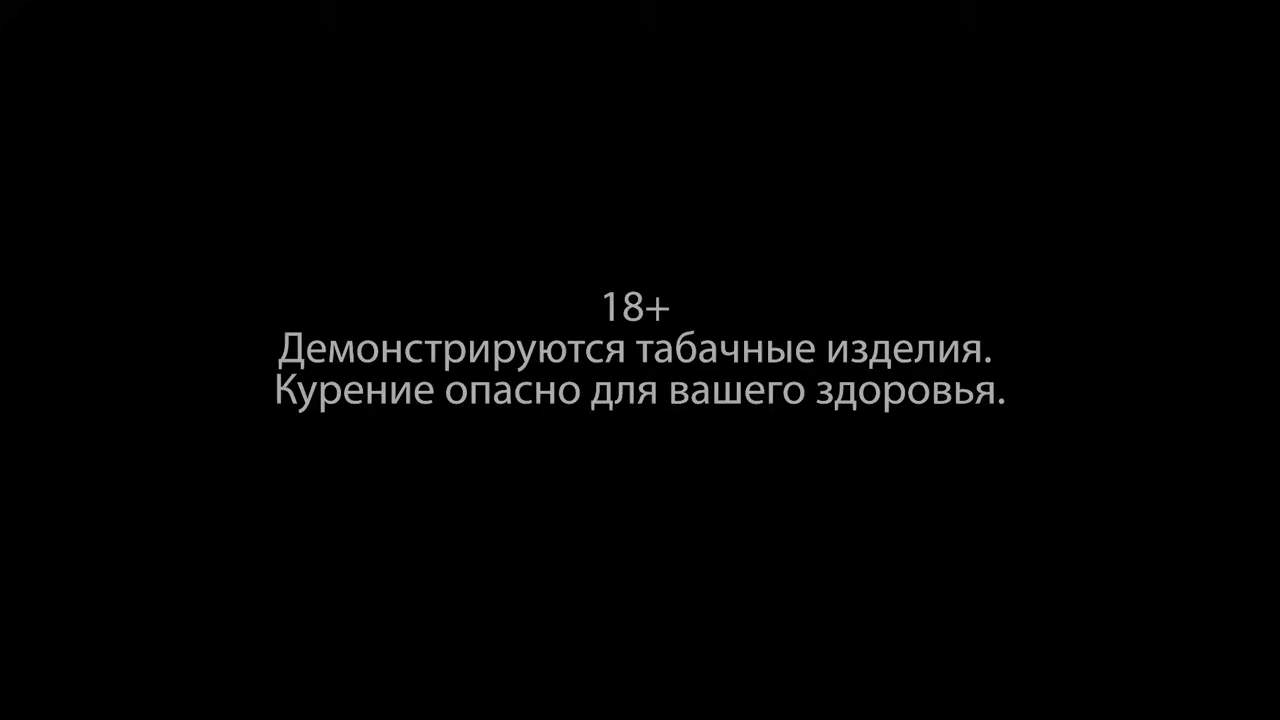 18+
Демонстрируются табачные изделия.
Курение опасно для вашего здоровья.